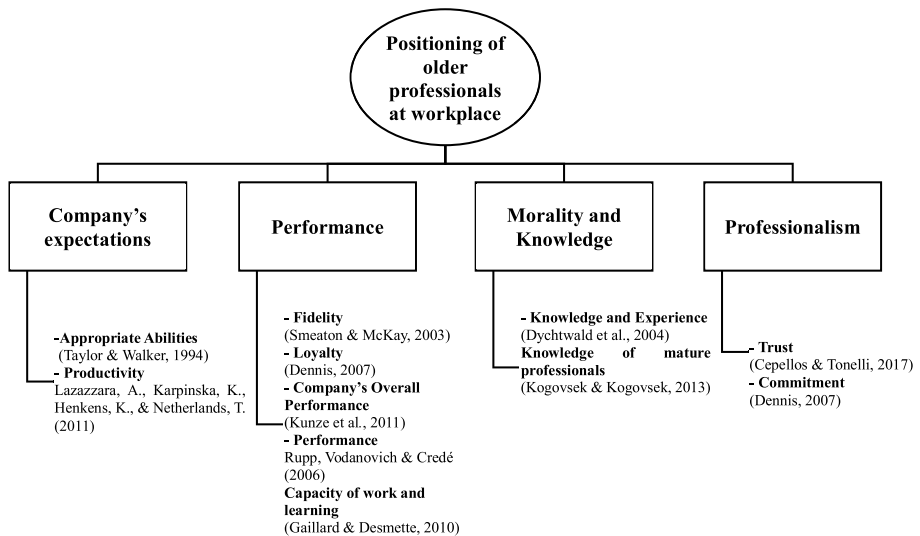 Positioning of
older
professionals
at workplace
Company's
expectations
Performance
Morality and
Knowledge
Professionalism
-Appropriate Abilities
(Taylor & Walker, 1994)
- Productivity
Lazazzara, A., Karpinska, K.,
Henkens, K., & Netherlands, T.
(2011)
- Fidelity
(Smeaton & McKay, 2003)
- Loyalty
(Dennis, 2007)
- Company's Overall
Performance
(Kunze et al., 2011)
- Performance
Rupp, Vodanovich & Credé
(2006)
Capacity of work and
learning
(Gaillard & Desmette, 2010)
- Knowledge and Experience
(Dychtwald et al., 2004)
Knowledge of mature
professionals
(Kogovsek & Kogovsek, 2013)
- Trust
(Cepellos & Tonelli, 2017)
- Commitment
(Dennis, 2007)